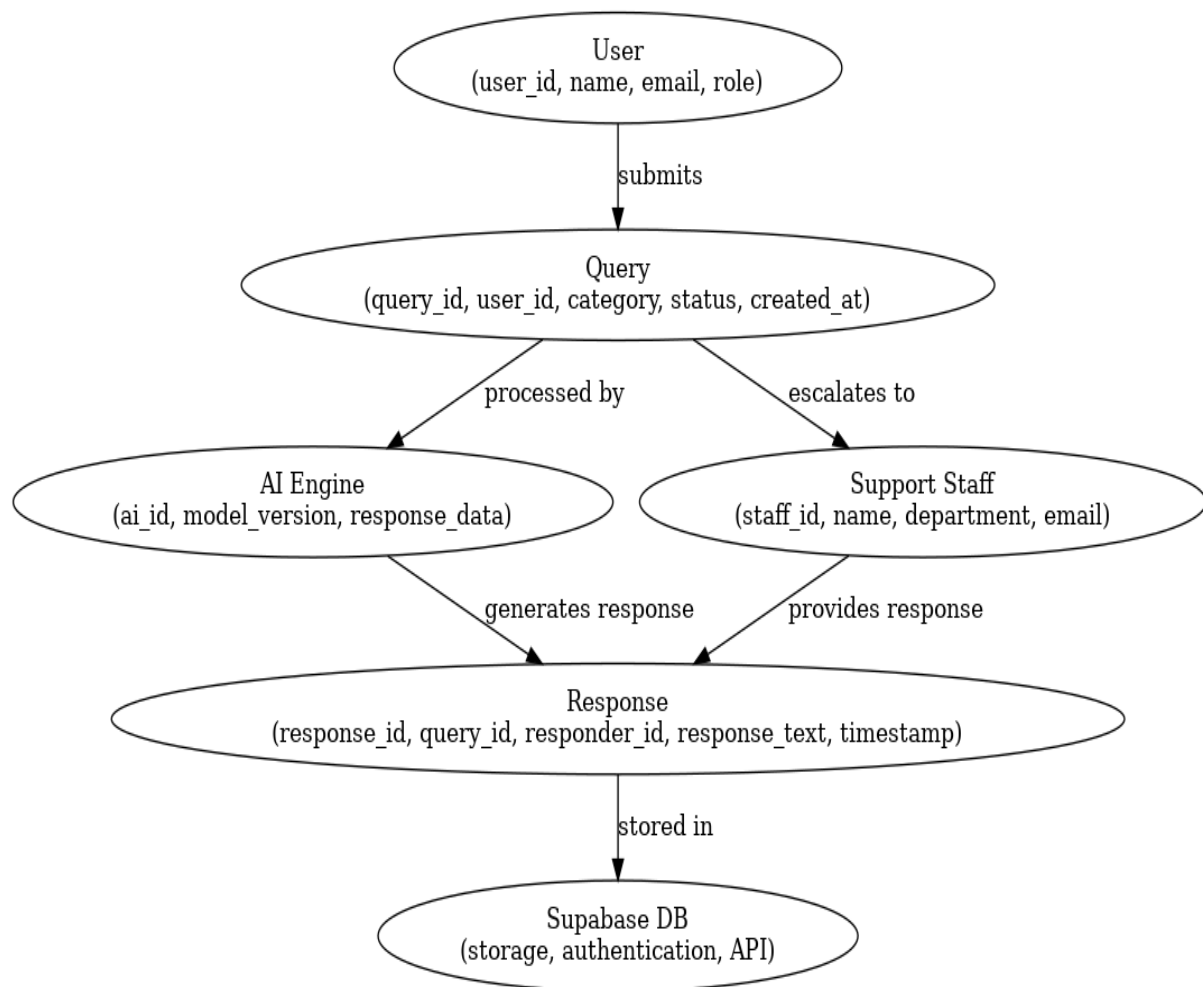 User
(user_id, name, email, role)
submits
Query
(query_id, user_id, category, status, created_at)
processed by
escalates to
AI Engine
(ai_id, model_version, response_data)
Support Staff
(staff_id, name, department, email)
generates response
provides response
Response
(response_id, query_id, responder_id, response_text, timestamp)
stored in
Supabase DB
(storage, authentication, API)